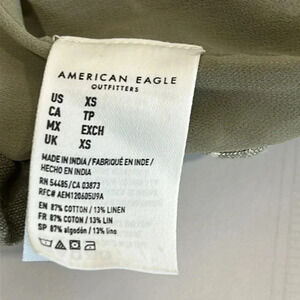 AMERICAN EAGLE
OUTFITTERS
US XS
CA TP
MX EXCH
UK XS
MADE IN INDIA / FABRIQUÉ EN INDE /
HECHO EN INDIA
RN 54485/CA 03873
RFC# AEM120605U9A
EN 87% COTTON / 13% LINEN
FR 87% COTON / 13% LIN
SP 87% algodón / 13% lino